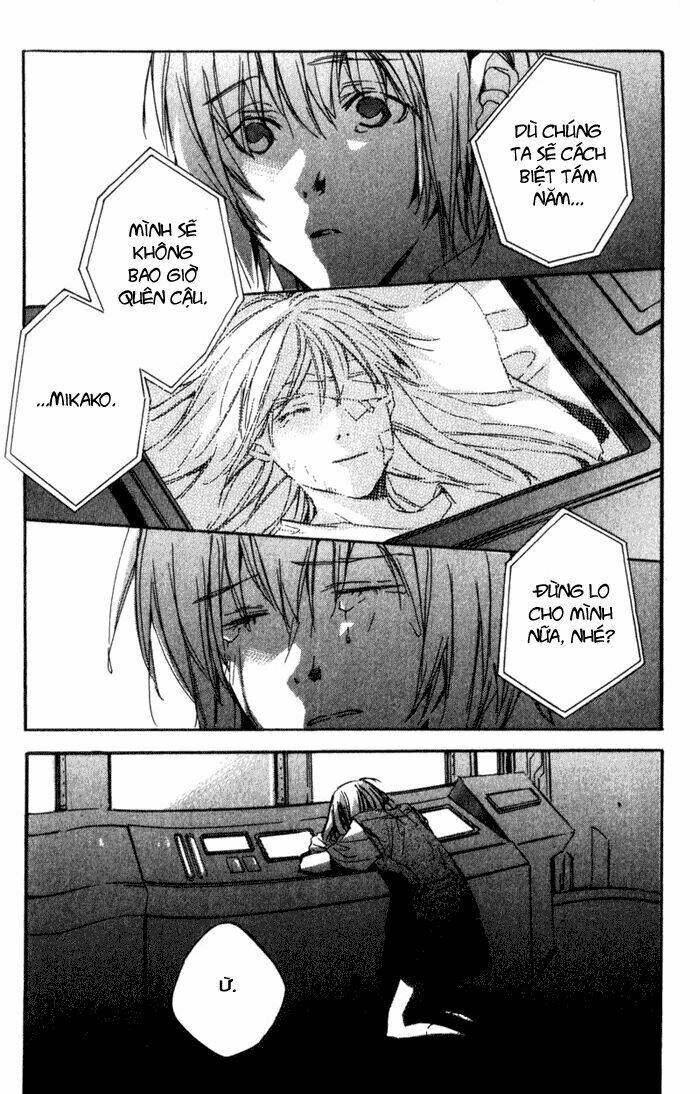 DÙ CHÚNG
TA SẼ CÁCH
BIỆT TÁM
NĂM...
MÌNH SẼ
KHÔNG
BAO GIỜ
QUÊN CẬU.
...MIKAKO.
ĐỪNG LO
CHO MÌNH
NỮA, NHÉ?
Ừ.